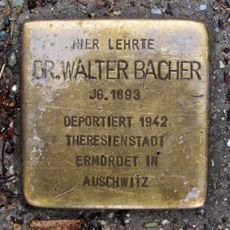 HIER LEHRTE
DR. WALTER BACHER
JG. 1893
DEPORTIERT 1942
THERESIENSTADT
ERMORDET IN
AUSCHWITZ